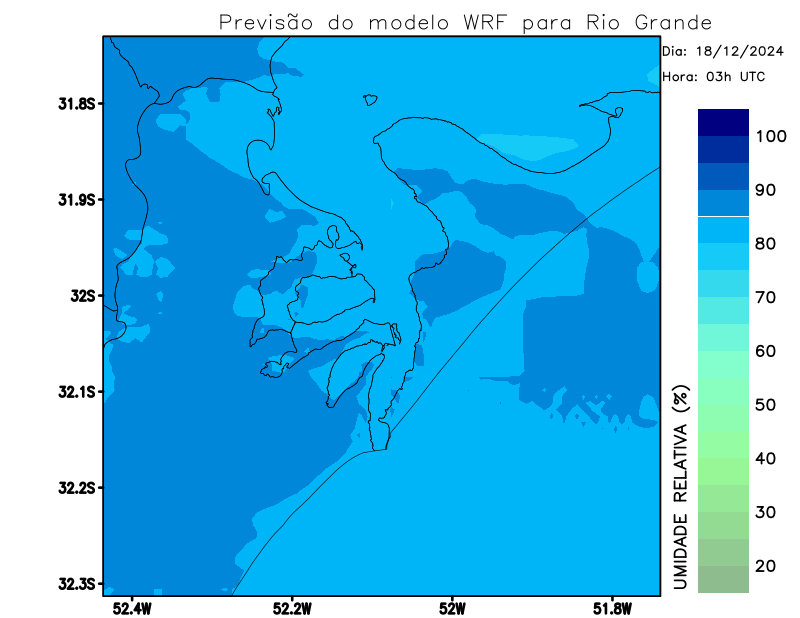 Previsão do modelo WRF para Rio Grande
Dia: 18/12/2024
Hora: 03h UTC
31.8S
31.9S
32S
32.1S
32.2S
32.3S
52.4W
52.2W
52W
51.8W
100
90
80
70
60
50
40
30
20
UMIDADE RELATIVA (%)